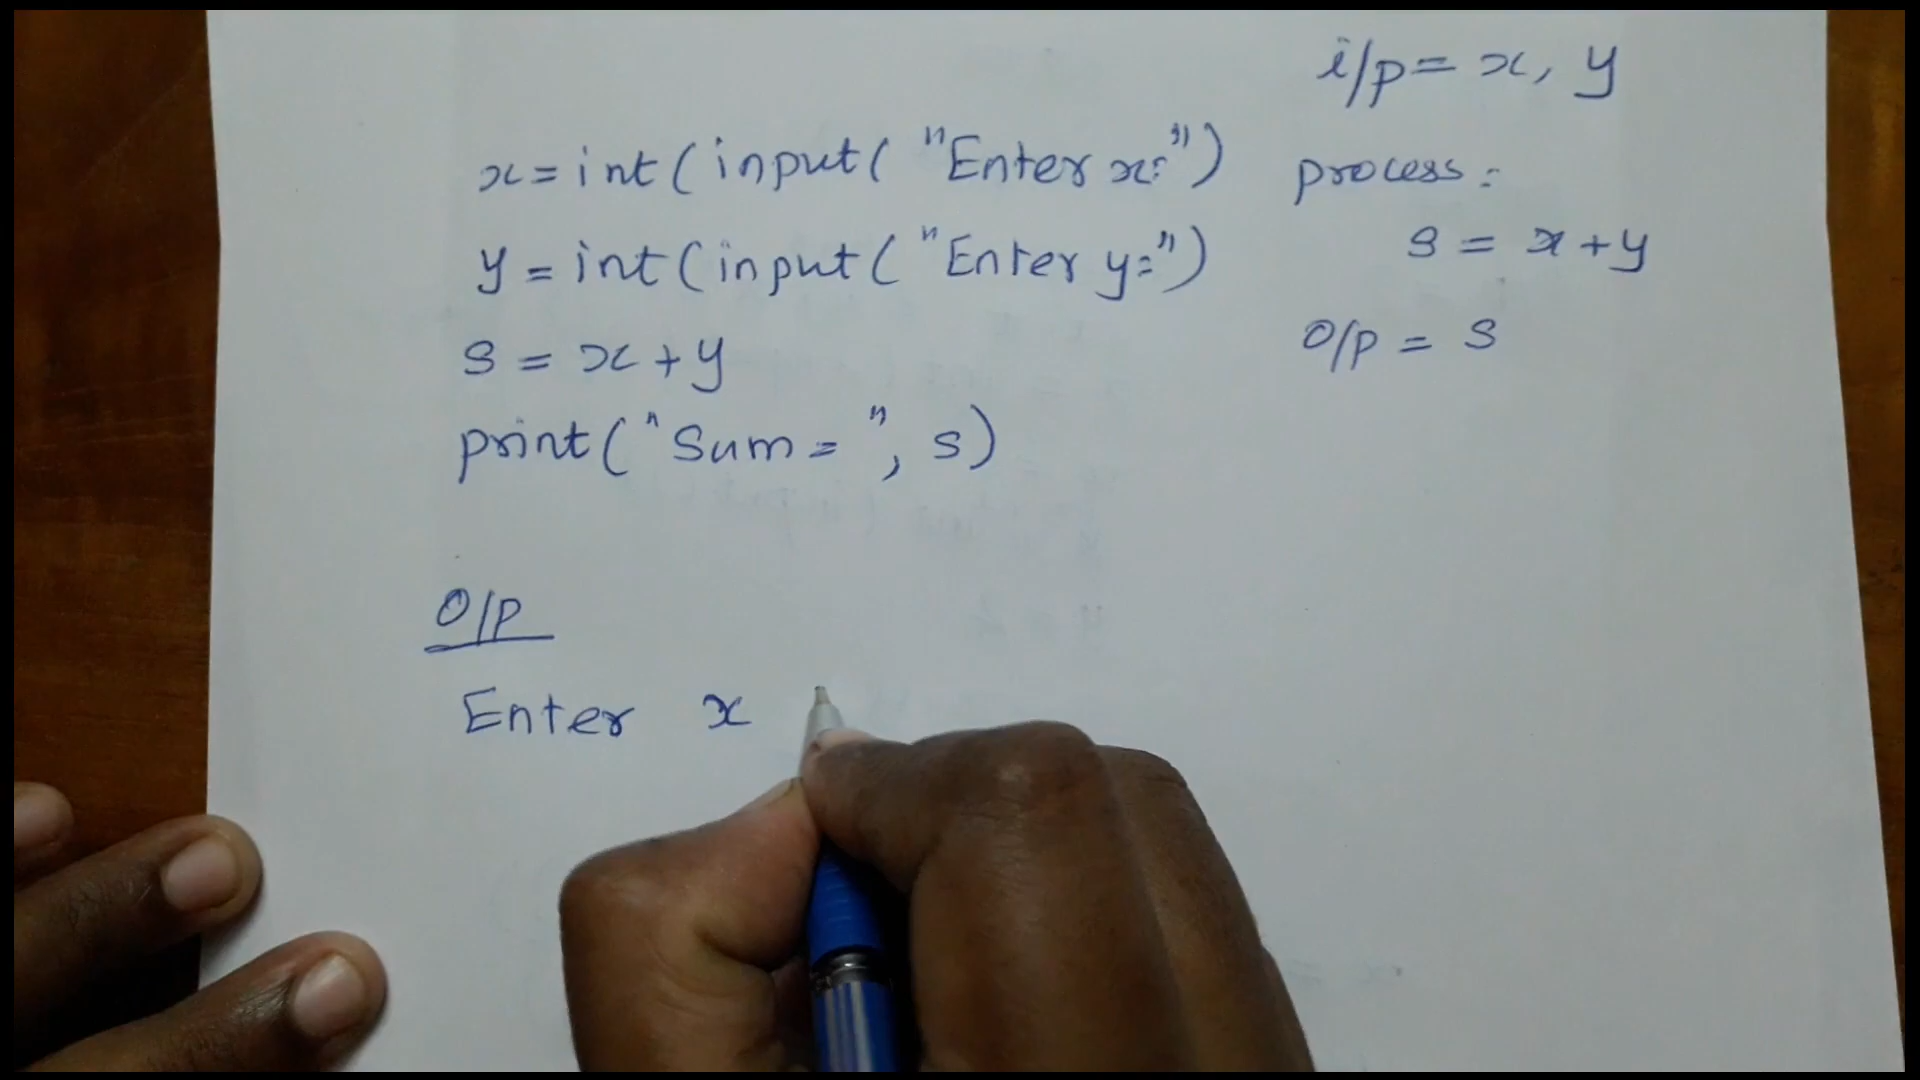 x=int(input("Enter x:")
y=int(input("Enter y=")
s = x+y
print("Sum=", s)
i/p= x, y
process:
s = x+y
O/p = s
O/p
Enter x